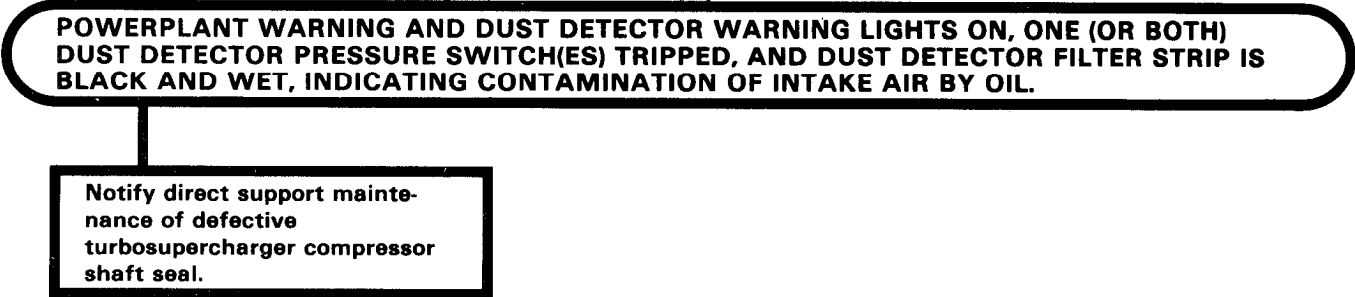 POWERPLANT WARNING AND DUST DETECTOR WARNING LIGHTS ON, ONE (OR BOTH)
DUST DETECTOR PRESSURE SWITCH(ES) TRIPPED, AND DUST DETECTOR FILTER STRIP IS
BLACK AND WET, INDICATING CONTAMINATION OF INTAKE AIR BY OIL.
Notify direct support mainte-
nance of defective
turbosupercharger compressor
shaft seal.